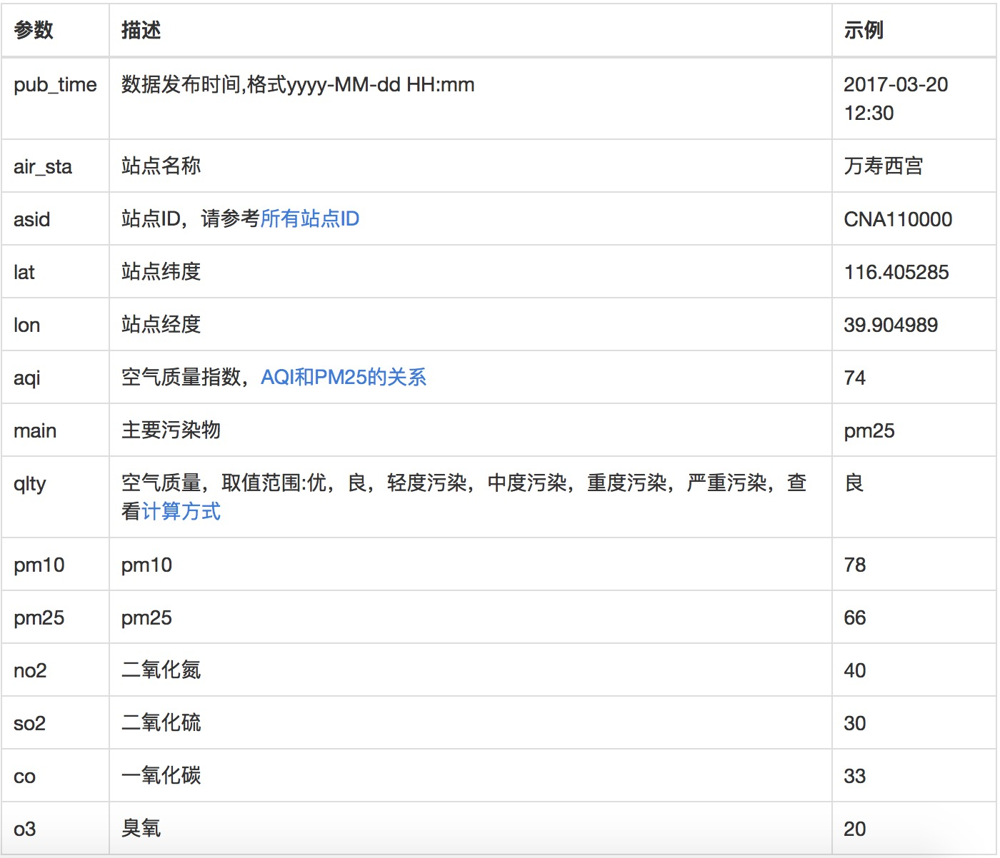 参数 描述 示例
pub_time 数据发布时间,格式yyyy-MM-dd HH:mm 2017-03-20
12:30
air_sta 站点名称 万寿西宫
asid 站点ID，请参考所有站点ID CNA110000
lat 站点纬度 116.405285
lon 站点经度 39.904989
aqi 空气质量指数，AQI和PM25的关系 74
main 主要污染物 pm25
qlty 空气质量，取值范围:优，良，轻度污染，中度污染，重度污染，严重污染，查 良
看计算方式
pm10 pm10 78
pm25 pm25 66
no2 二氧化氮 40
so2 二氧化硫 30
co 一氧化碳 33
o3 臭氧 20